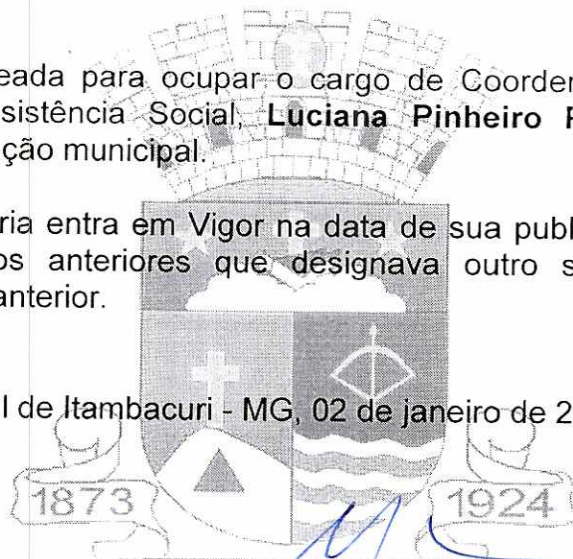 eada para ocupar o cargo de Coorden
sistência Social, Luciana Pinheiro
ção municipal.
ria entra em Vigor na data de sua publ
os anteriores que designava outro s
anterior.
l de Itambacuri - MG, 02 de janeiro de 2
1873
1924